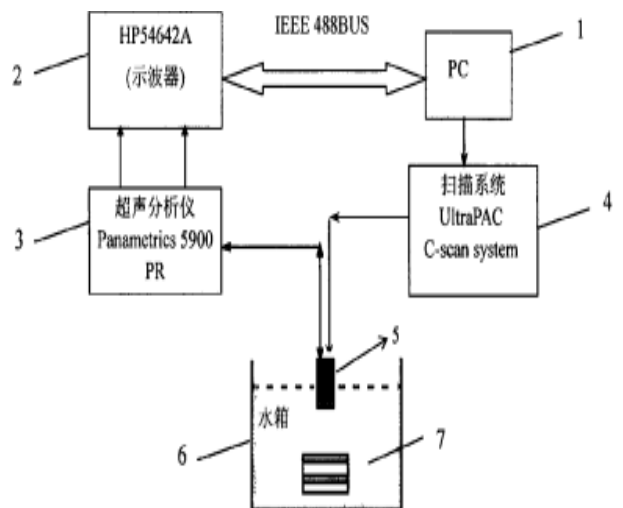 HP54642A
(示波器)
IEEE 488BUS
1
2
PC
超声分析仪
Panametrics 5900
PR
3
扫描系统
UltraPAC
C-scan system
4
5
水箱
6
7